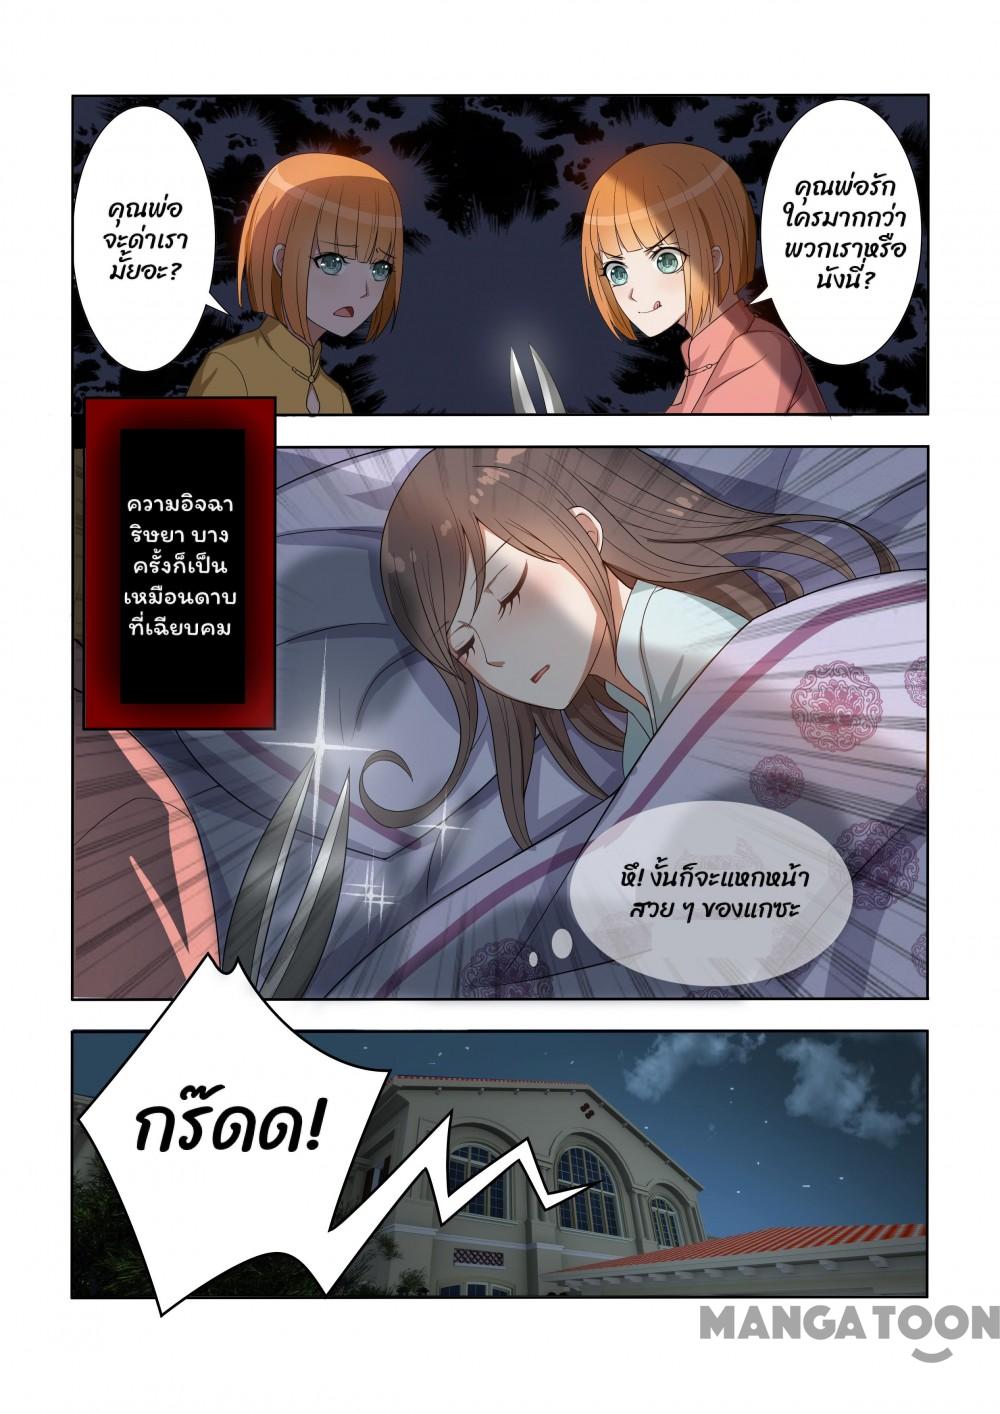 คุณพ่อ
จะด่าเรา
มั้ยอะ?
คุณพ่อรัก
ใครมากกว่า
พวกเราหรือ
นังนี่?
ความอิจฉา
ริษยา บาง
ครั้งก็เป็น
เหมือนดาบ
ที่เฉียบคม
หึ! งั้นก็จะแหกหน้า
สวย ๆ ของแกซะ
กรี๊ดด!
MANGATOON